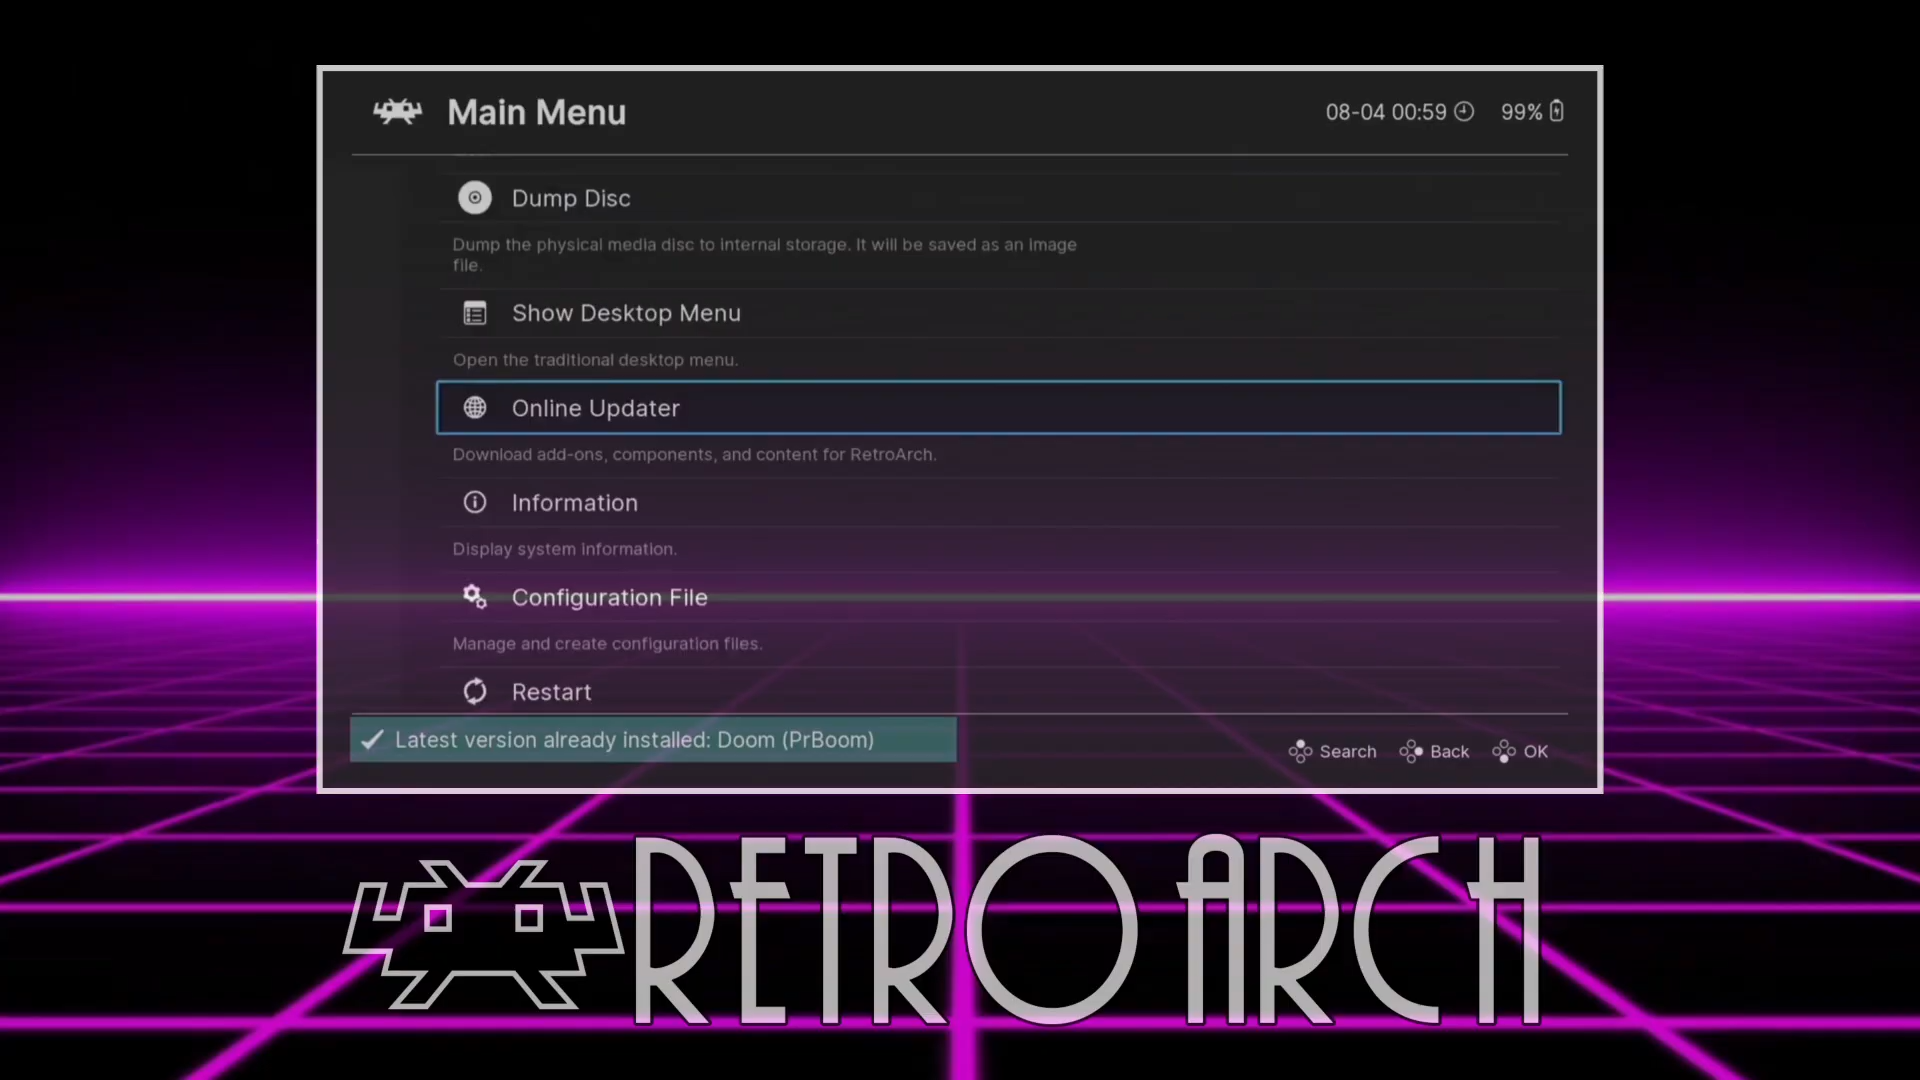 Main Menu
08-04 00:59
99%
Dump Disc
Dump the physical media disc to internal storage. It will be saved as an image
file.
Show Desktop Menu
Open the traditional desktop menu.
Online Updater
Download add-ons, components, and content for RetroArch.
Information
Display system information.
Configuration File
Manage and create configuration files.
Restart
Latest version already installed: Doom (PrBoom)
Search
Back
OK
RETROARCH